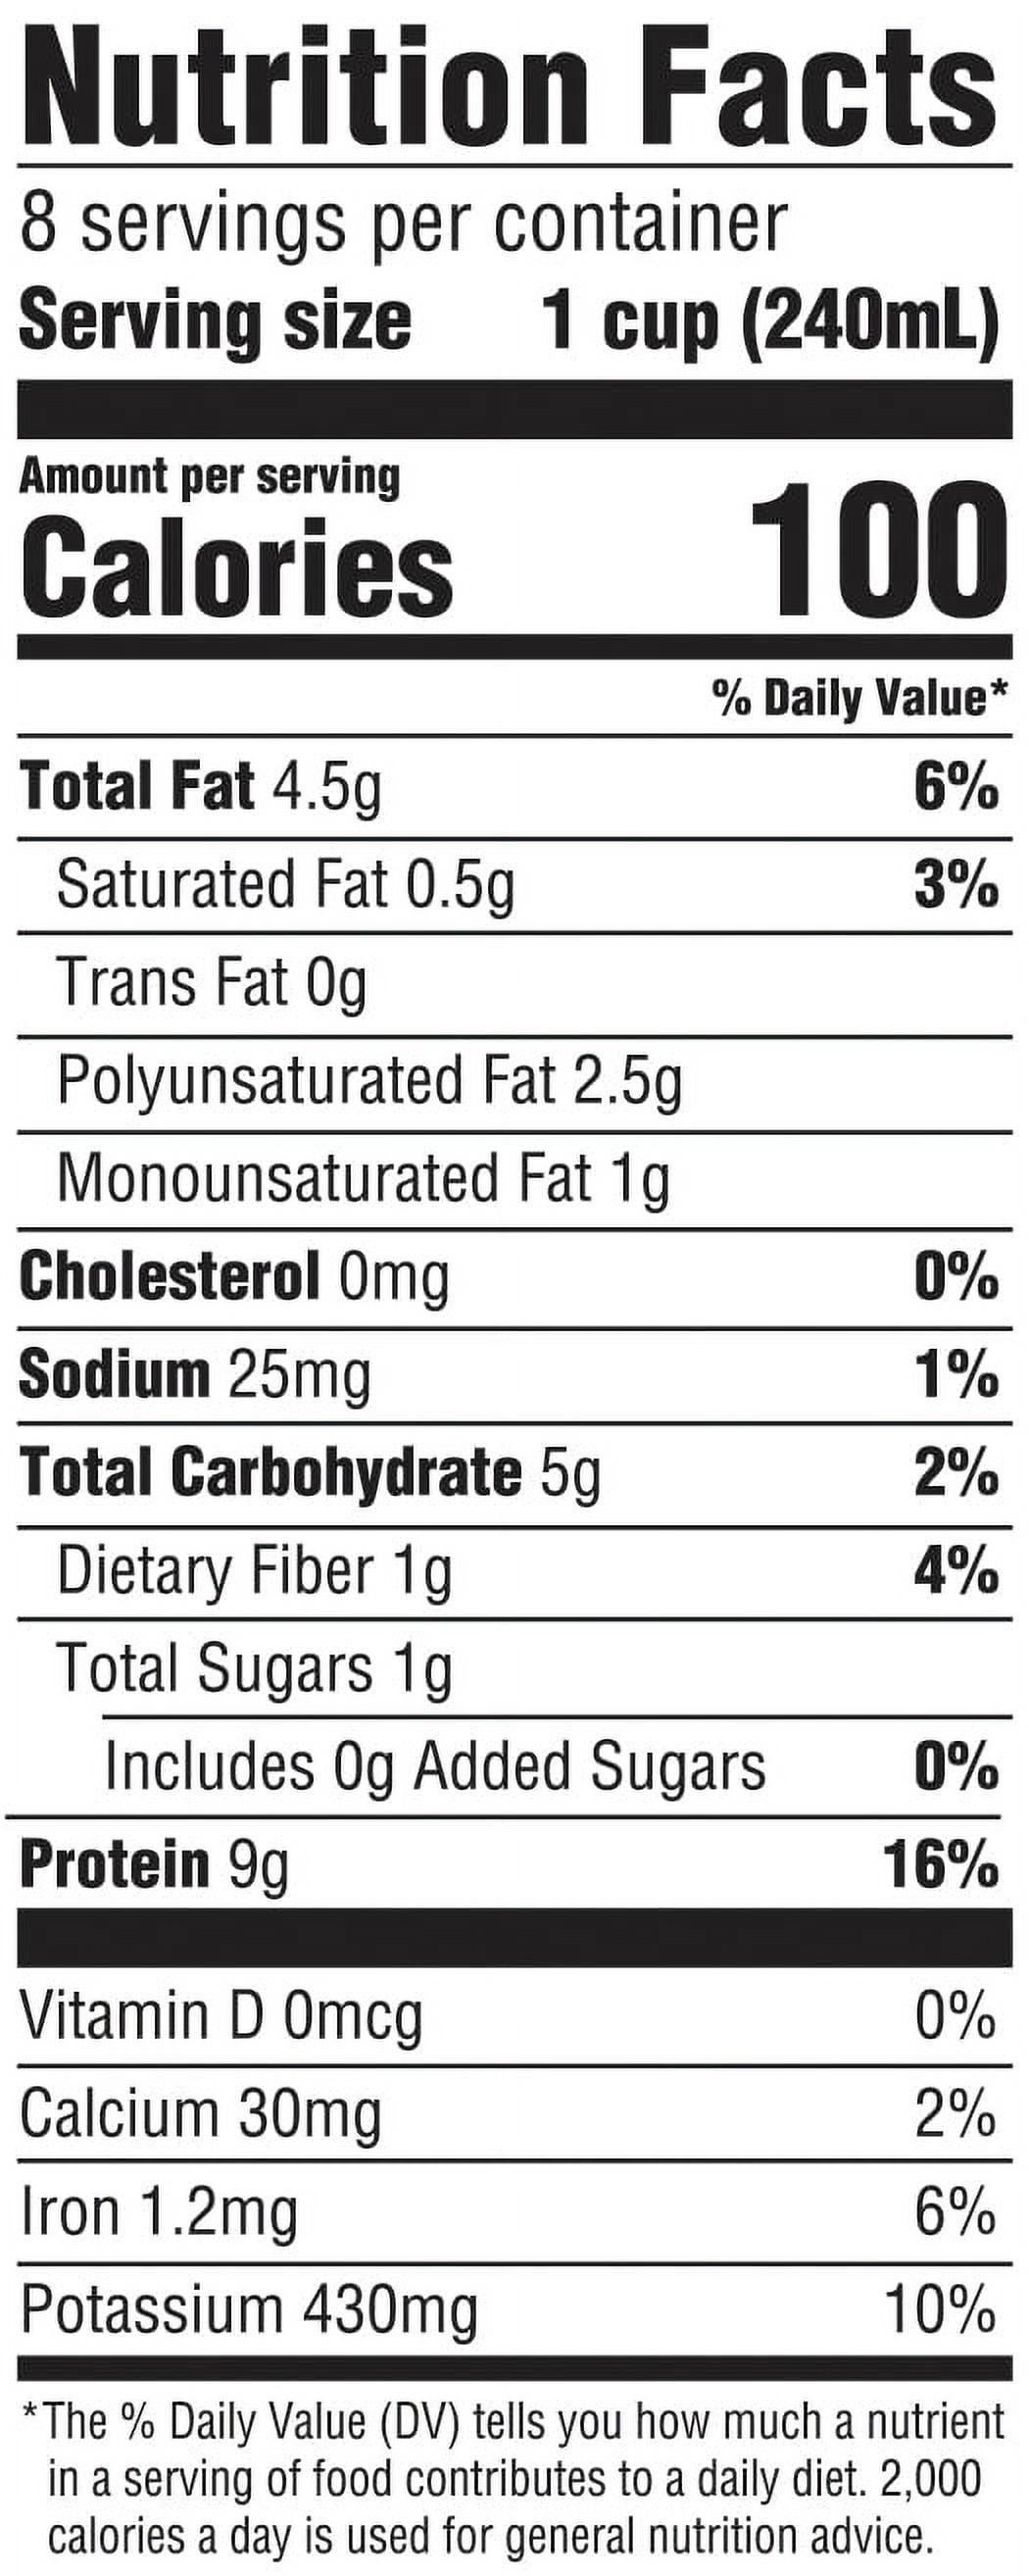 Nutrition Facts
8 servings per container
Serving size 1 cup (240mL)
Amount per serving
Calories 100
% Daily Value*
Total Fat 4.5g 6%
Saturated Fat 0.5g 3%
Trans Fat 0g
Polyunsaturated Fat 2.5g
Monounsaturated Fat 1g
Cholesterol 0mg 0%
Sodium 25mg 1%
Total Carbohydrate 5g 2%
Dietary Fiber 1g 4%
Total Sugars 1g
Includes 0g Added Sugars 0%
Protein 9g 16%
Vitamin D 0mcg 0%
Calcium 30mg 2%
Iron 1.2mg 6%
Potassium 430mg 10%
*The % Daily Value (DV) tells you how much a nutrient
in a serving of food contributes to a daily diet. 2,000
calories a day is used for general nutrition advice.